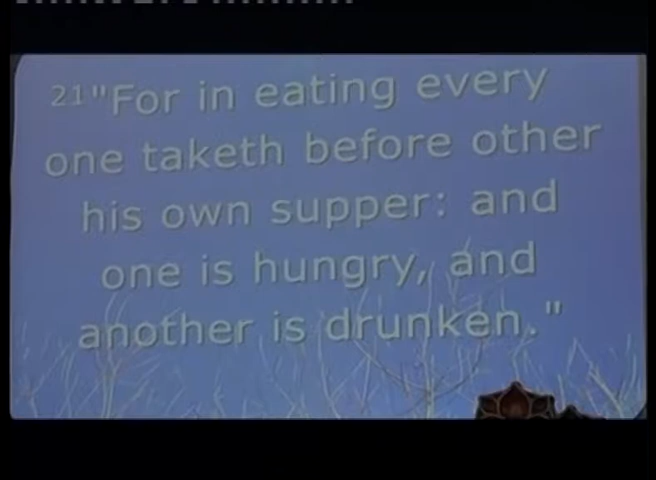 21"For in eating every
one taketh before other
his own supper: and
one is hungry, and
another is drunken."